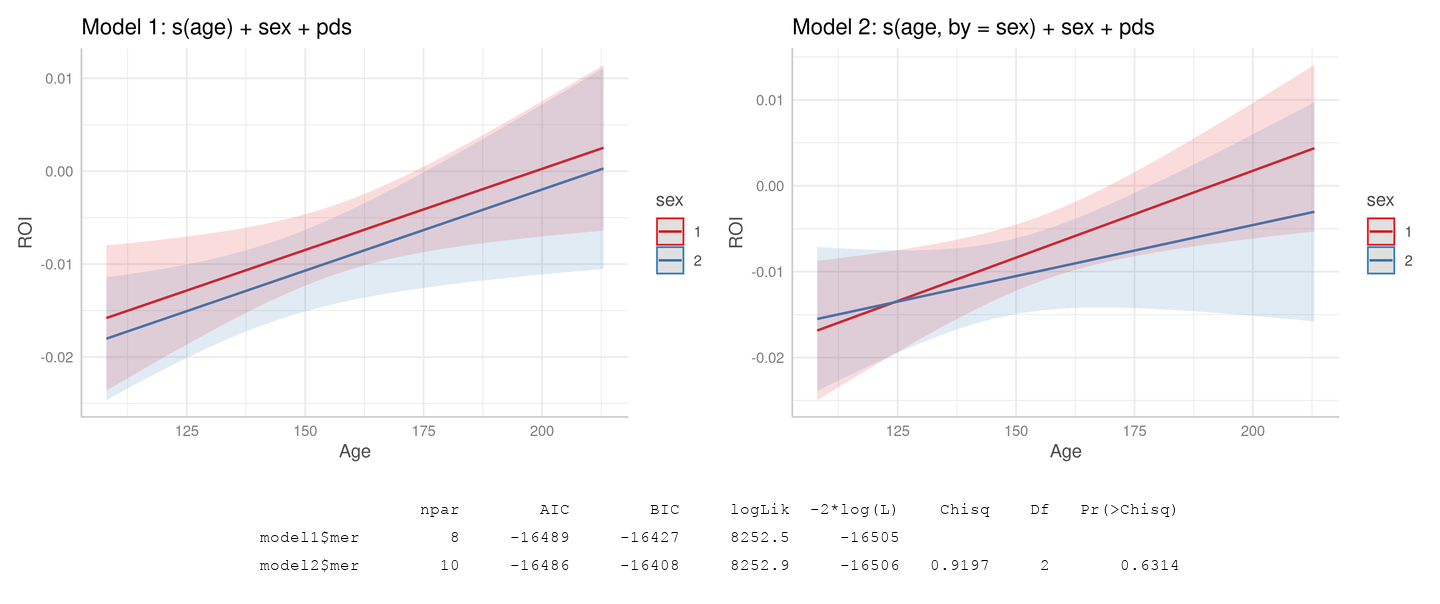 Model 1: s(age) + sex + pds
0.01
0.00
-0.01
-0.02
ROI
125 150 175 200
Age
sex
1
2
Model 2: s(age, by = sex) + sex + pds
0.01
0.00
-0.01
-0.02
ROI
125 150 175 200
Age
sex
1
2
npar AIC BIC logLik -2*log(L) Chisq Df Pr(>Chisq)
model1$mer 8 -16489 -16427 8252.5 -16505
model2$mer 10 -16486 -16408 8252.9 -16506 0.9197 2 0.6314